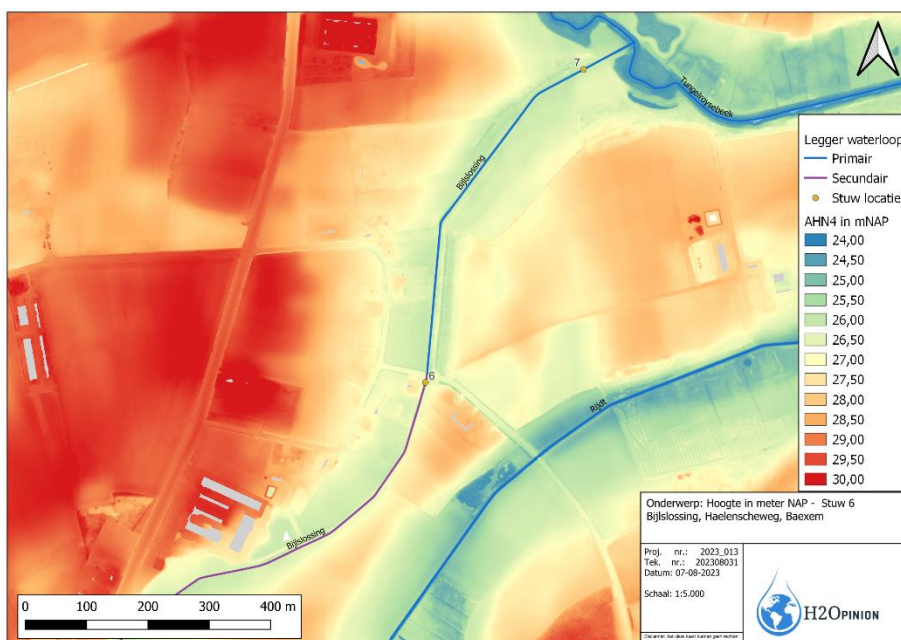 7
Tungelroysebeek
Bijlslossing
6
Rijdt
Bijlslossing
Legger waterloop
Primair
Secundair
Stuw locatie
AHN4 in mNAP
24,00
24,50
25,00
25,50
26,00
26,50
27,00
27,50
28,00
28,50
29,00
29,50
30,00
0 100 200 300 400 m
Onderwerp: Hoogte in meter NAP - Stuw 6
Bijlslossing, Haelenscheweg, Baexem
Proj. nr.: 2023_013
Tek. nr.: 202308031
Datum: 07-08-2023
Schaal: 1:5.000
H2OPINION